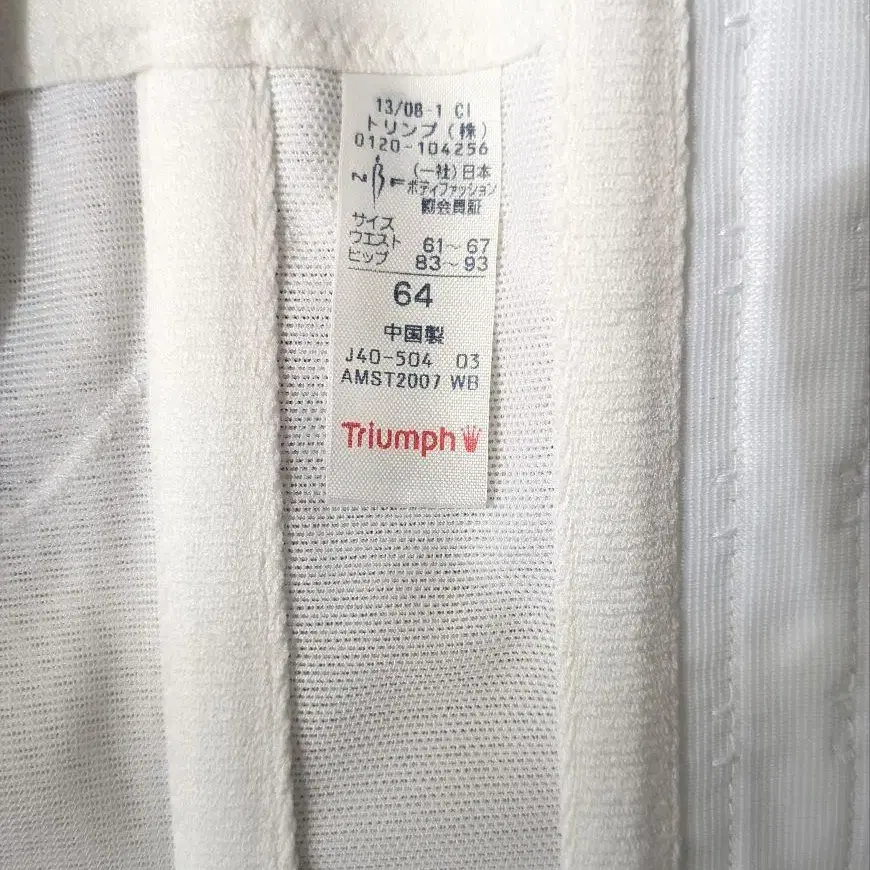 13/08-1 CI
トリンプ(株)
0120-104256
NBF (一社)日本
ボディファッション
協会員証
サイズ
ウエスト 61~67
ヒップ 83~93
64
中国製
J40-504 03
AMST2007 WB
Triumph